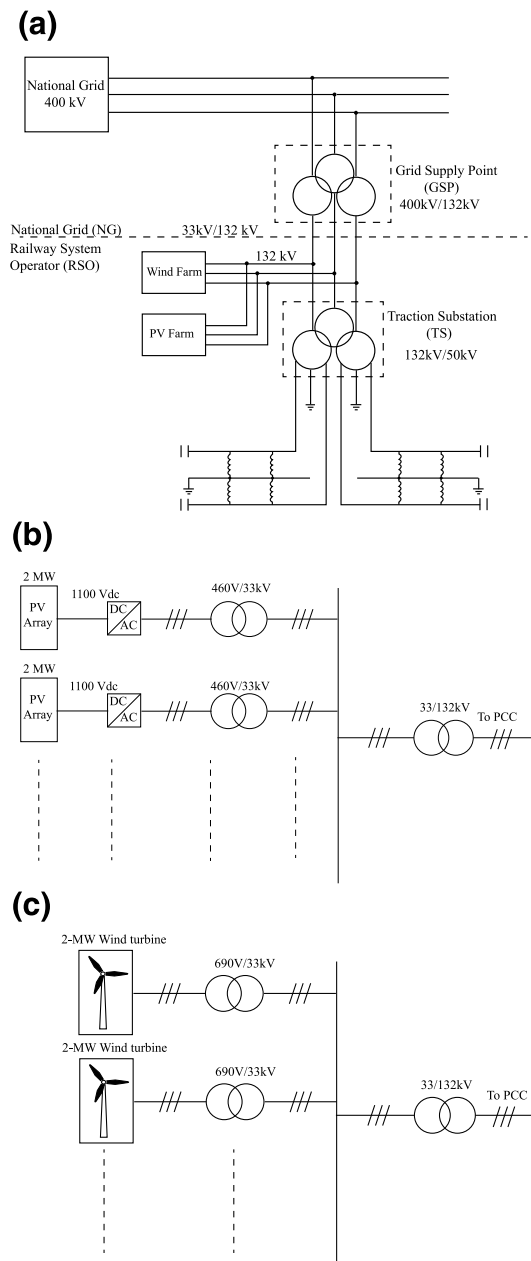 (a)
National Grid
400 kV
Grid Supply Point
(GSP)
400kV/132kV
National Grid (NG)
33kV/132 kV
Railway System
Operator (RSO)
132 kV
Wind Farm
PV Farm
Traction Substation
(TS)
132kV/50kV
(b)
2 MW
PV
Array
1100 Vdc
DC
AC
460V/33kV
2 MW
PV
Array
1100 Vdc
DC
AC
460V/33kV
33/132kV
To PCC
(c)
2-MW Wind turbine
690V/33kV
2-MW Wind turbine
690V/33kV
33/132kV
To PCC